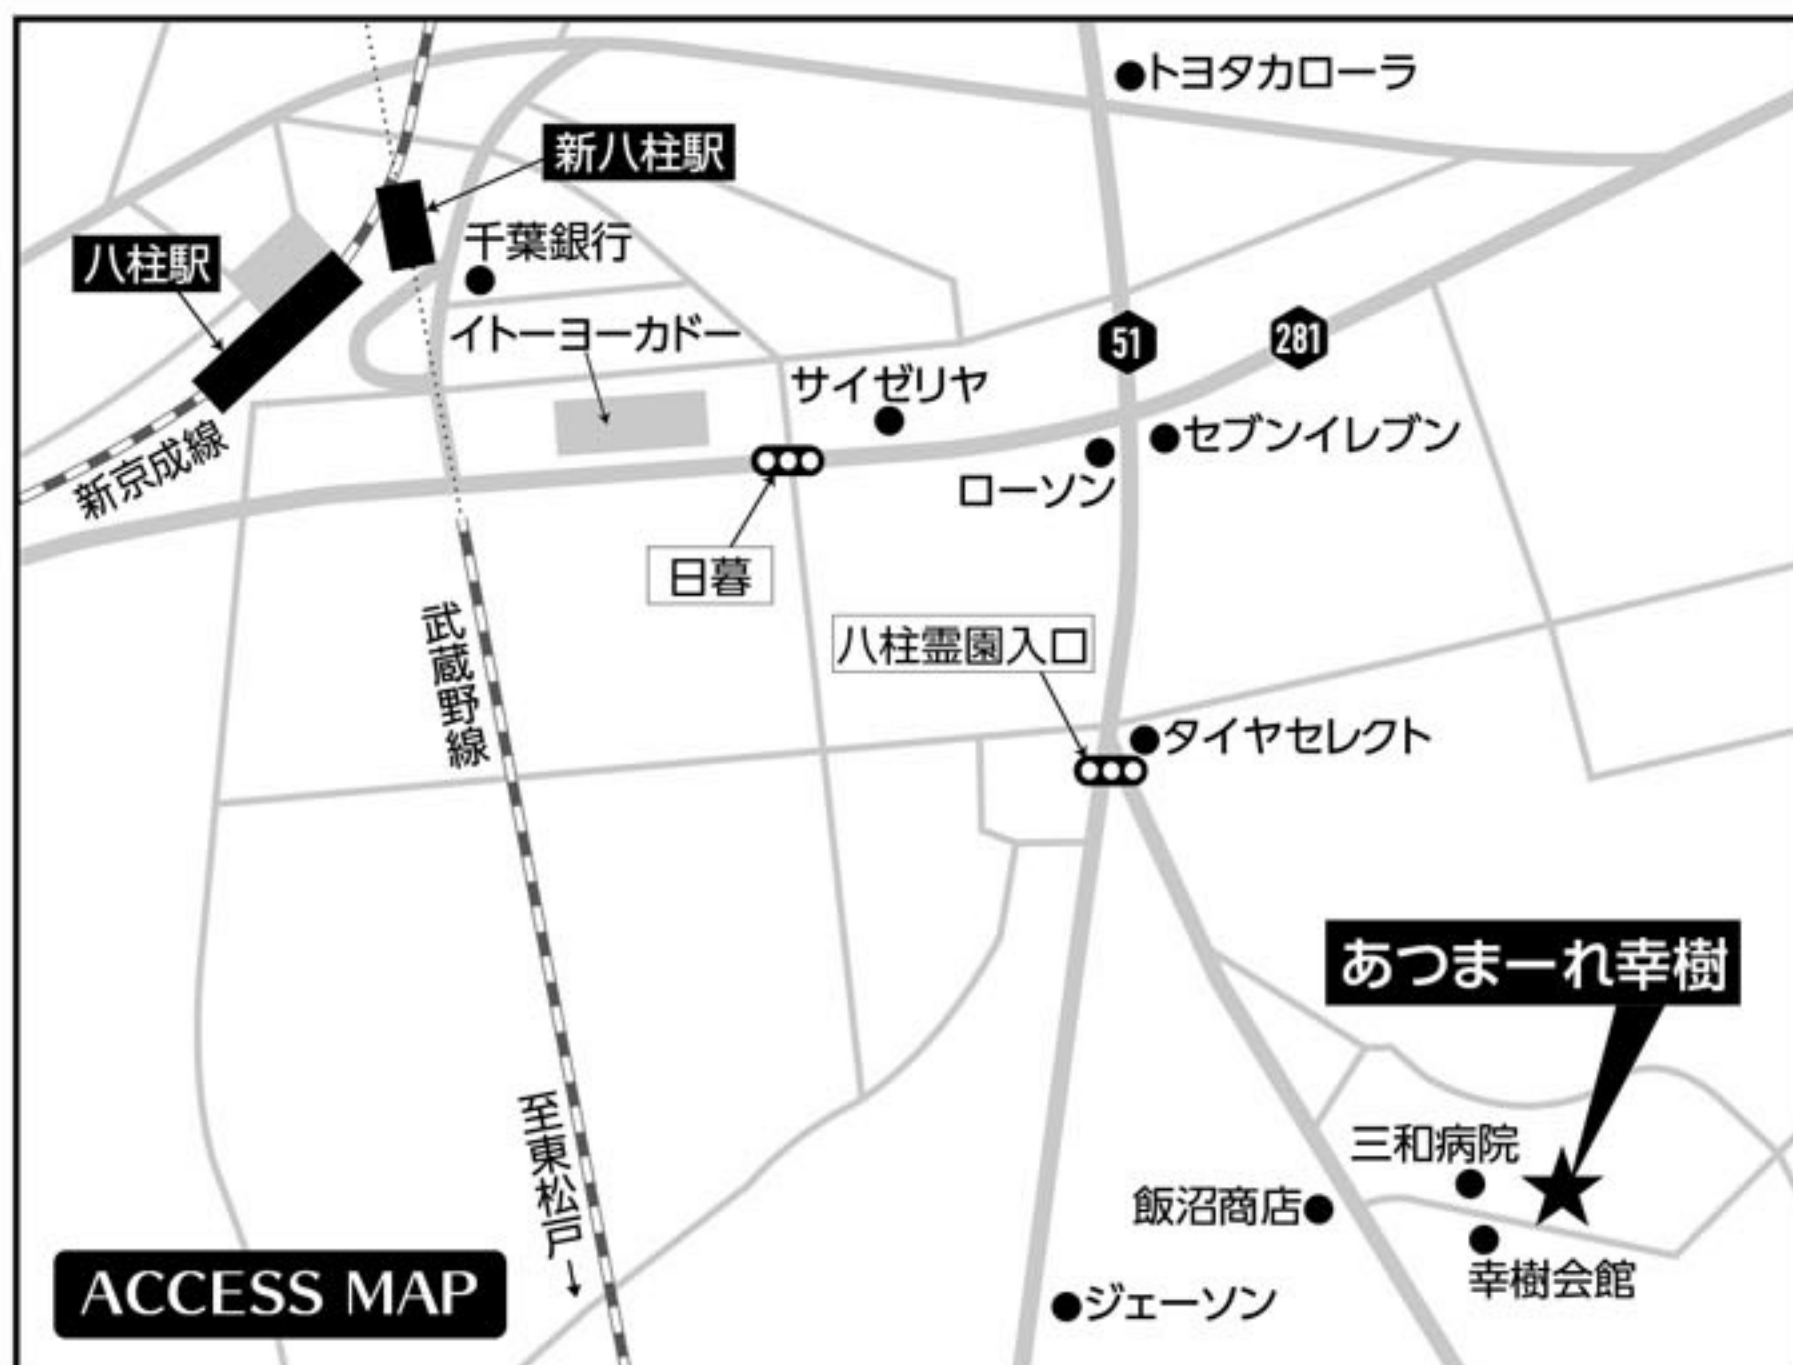 トヨタカローラ
新八柱駅
千葉銀行
八柱駅
イトーヨーカドー
51
281
サイゼリヤ
セブンイレブン
ローソン
新京成線
日暮
武蔵野線
八柱霊園入口
タイヤセレクト
あつまーれ幸樹
三和病院
至東松戸
飯沼商店
幸樹会館
ACCESS MAP
ジェーソン